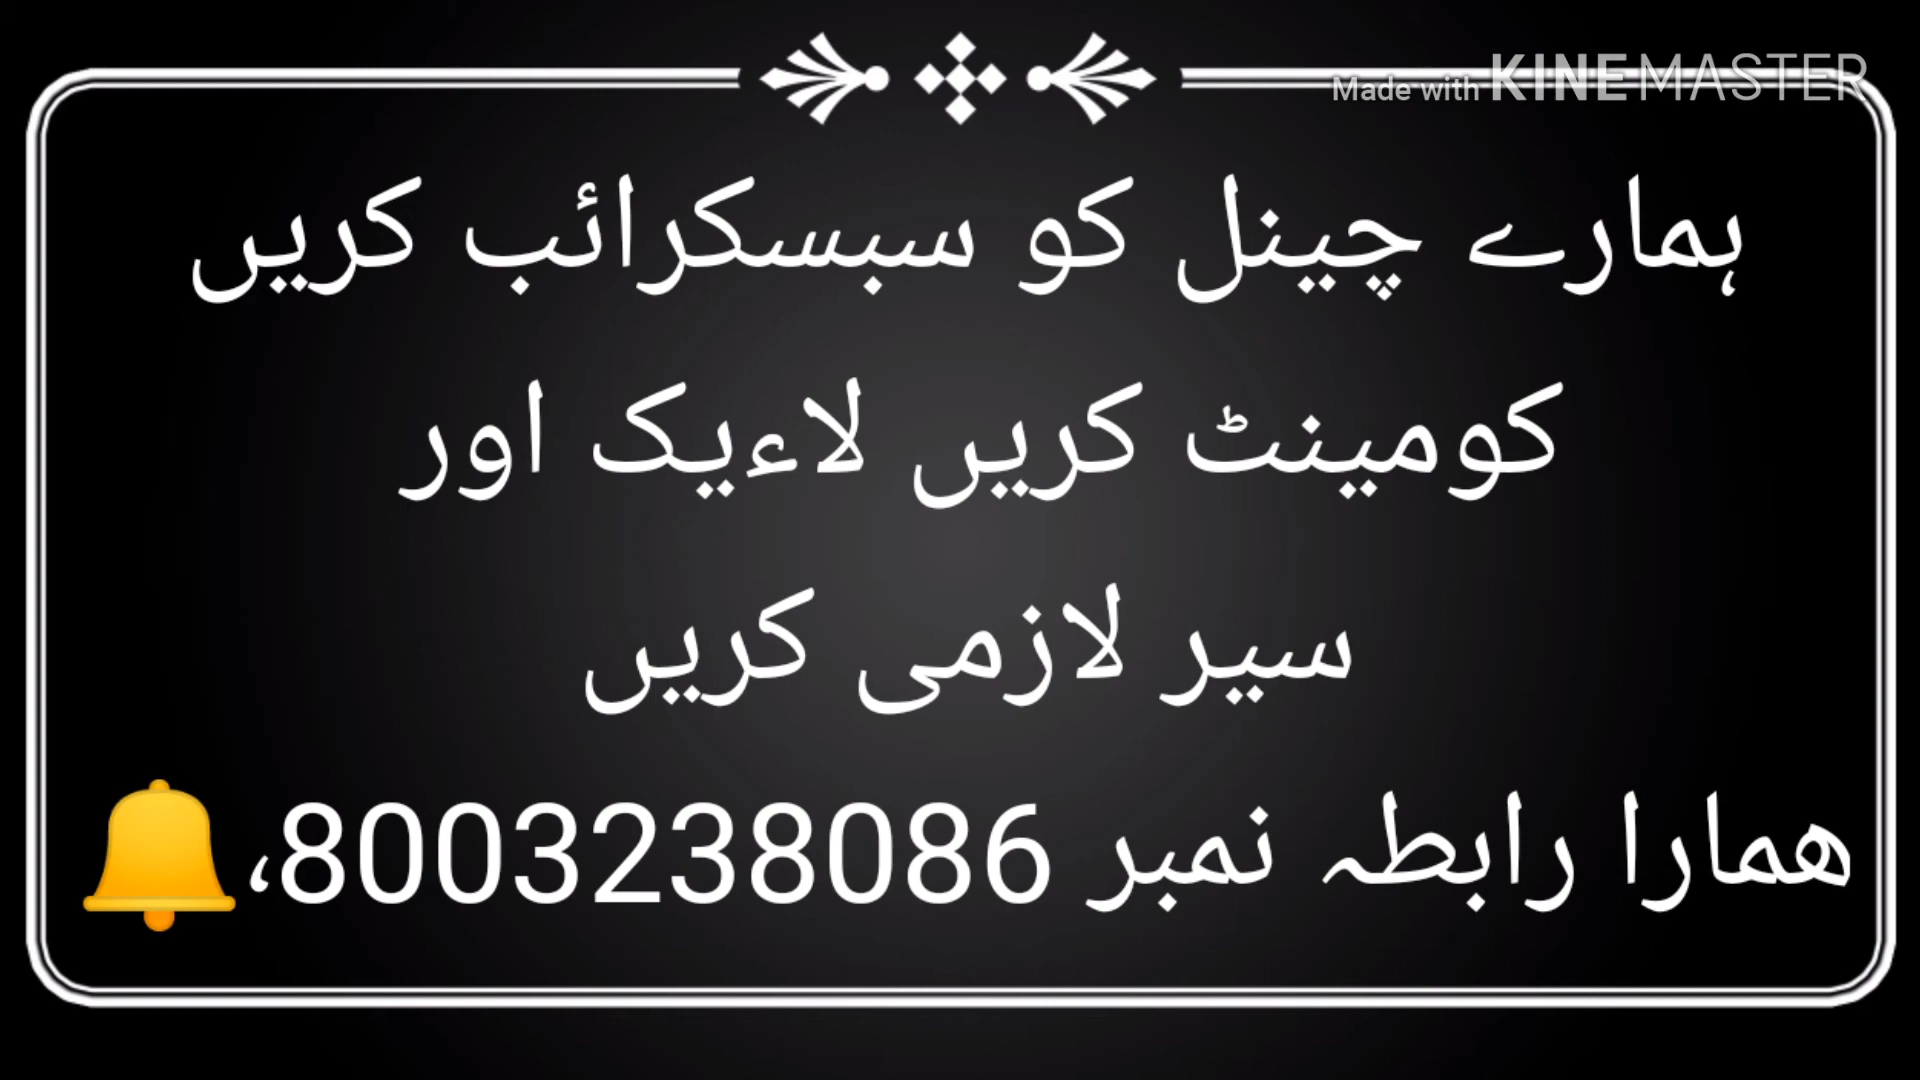 Made with KINEMASTER
ہمارے چینل کو سبسکرائب کریں
کومینٹ کریں لاءیک اور
سیر لازمی کریں
ھمارا رابطہ نمبر 8003238086،🔔